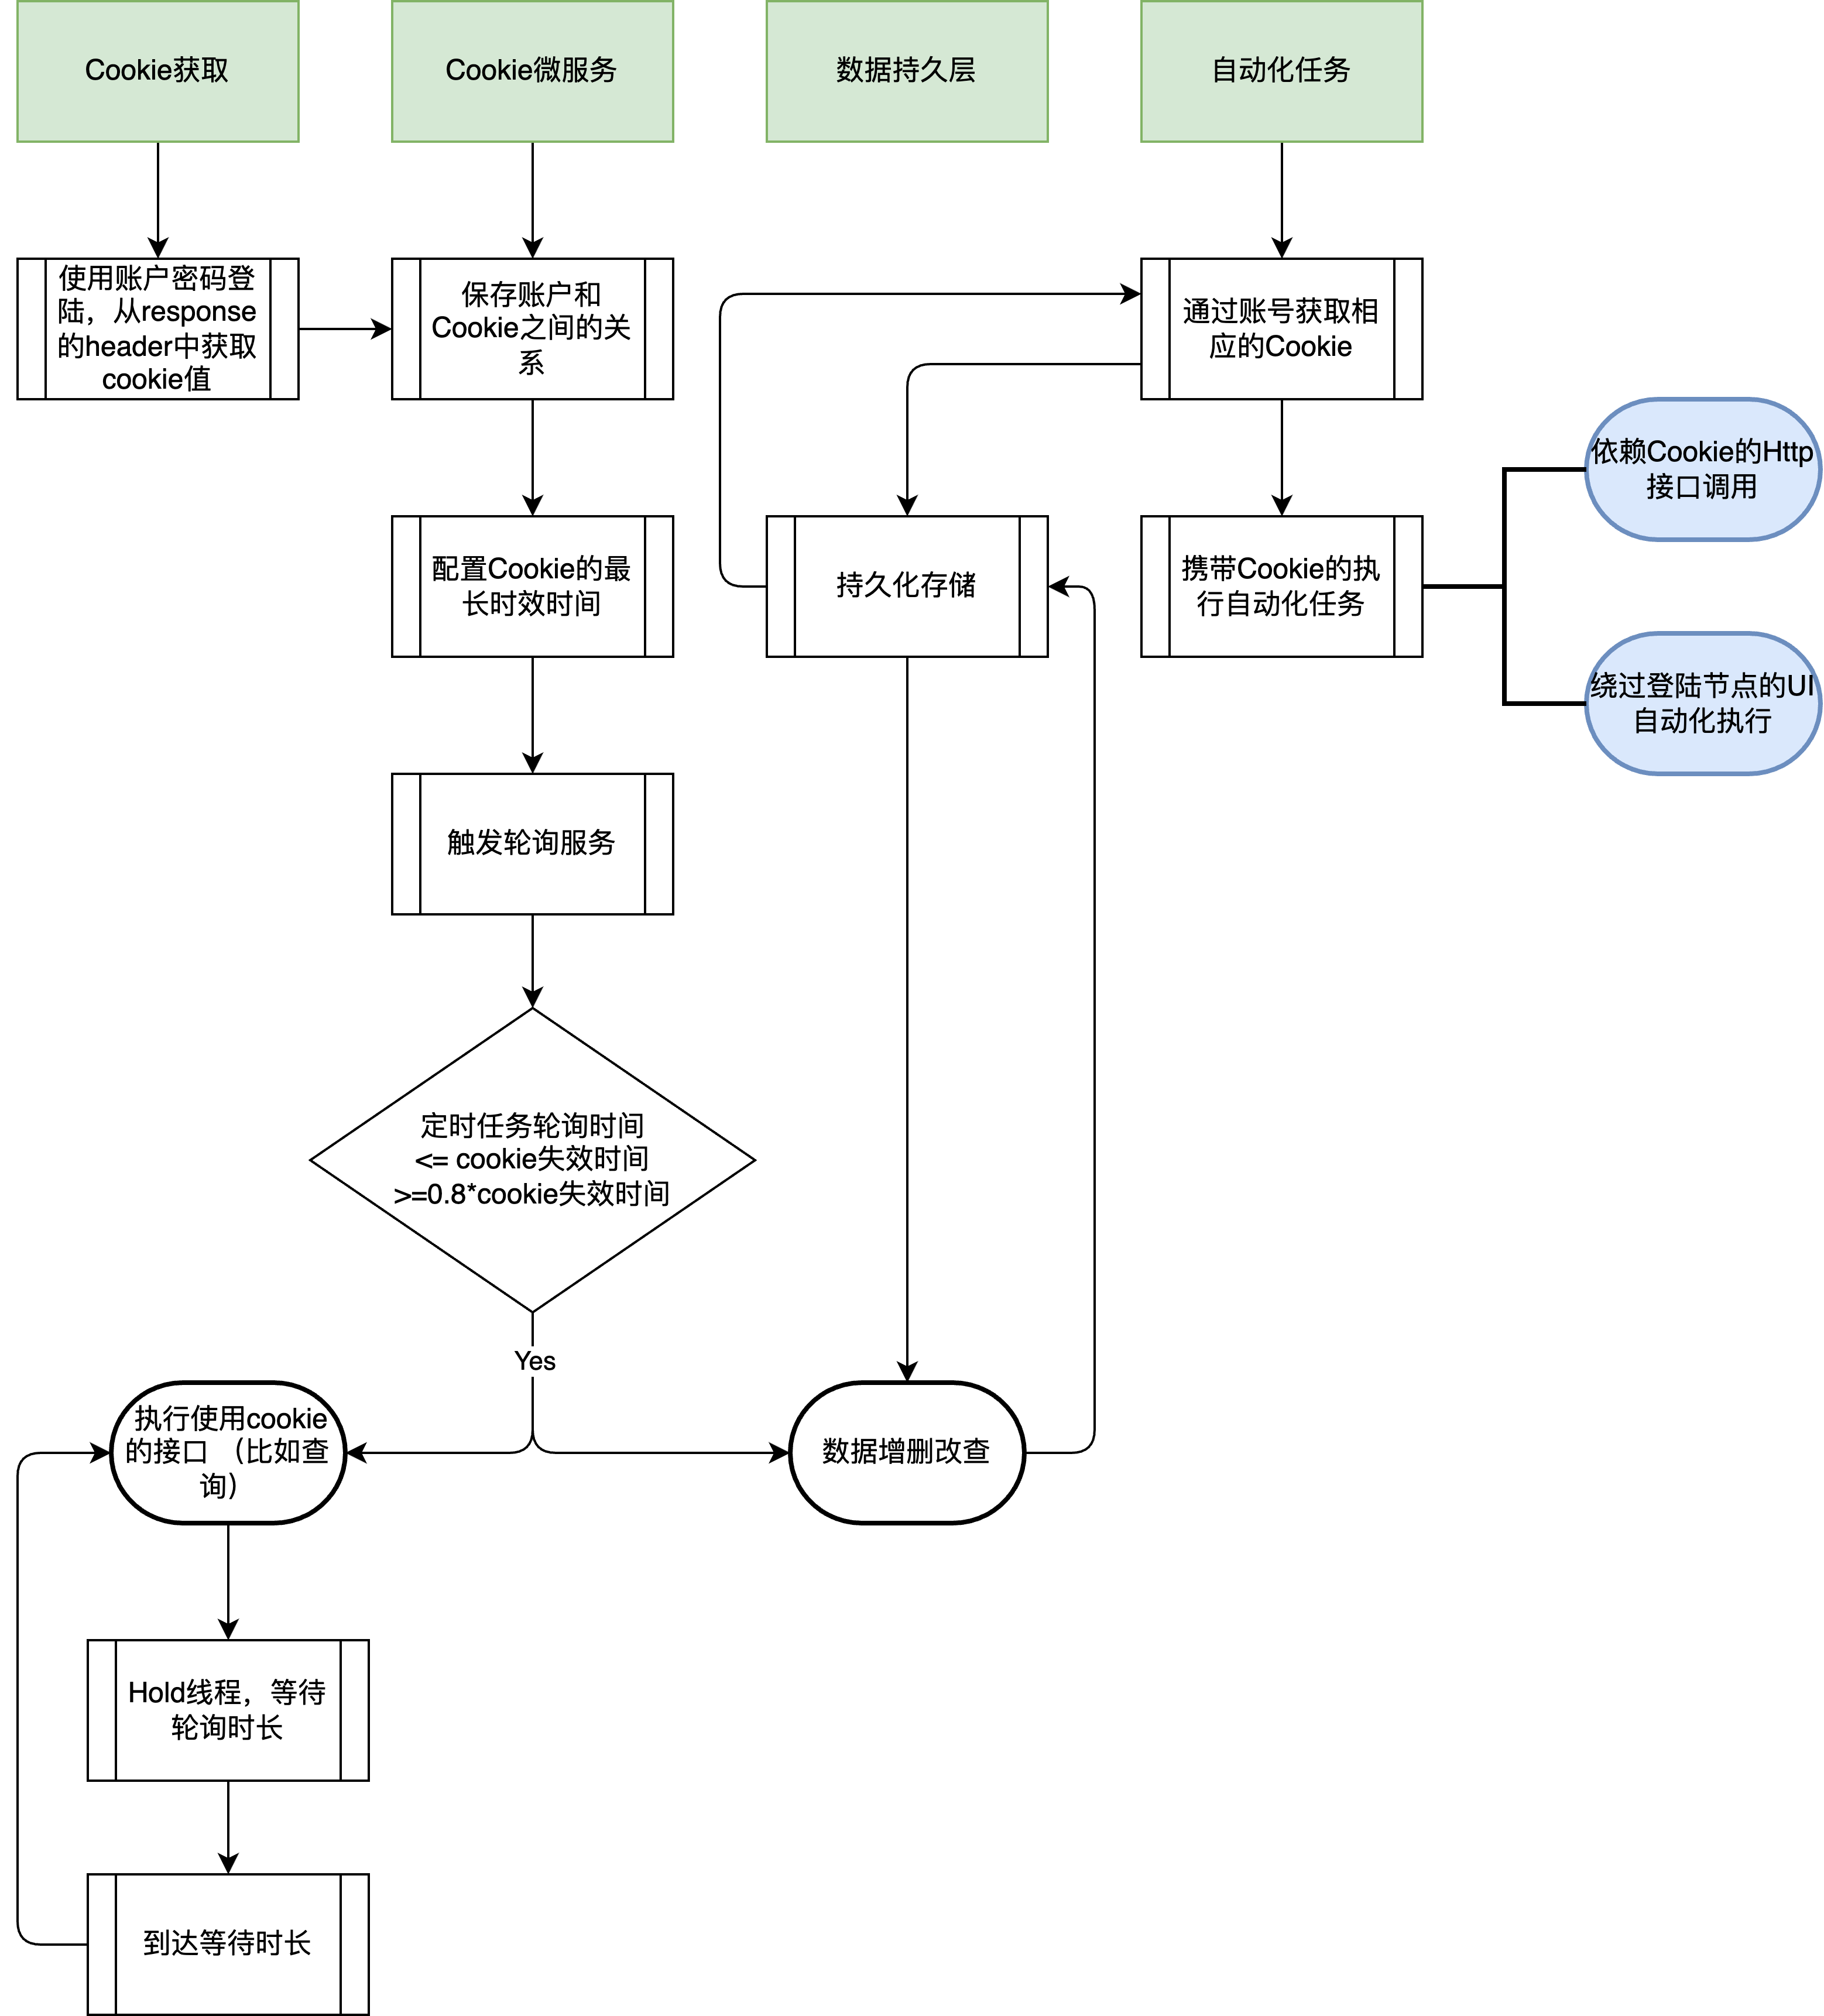 Cookie获取
Cookie微服务
数据持久层
自动化任务
使用账户密码登
陆，从response
的header中获取
cookie值
保存账户和
Cookie之间的关
系
通过账号获取相
应的Cookie
依赖Cookie的Http
接口调用
配置Cookie的最
长时效时间
持久化存储
携带Cookie的执
行自动化任务
绕过登陆节点的UI
自动化执行
触发轮询服务
定时任务轮询时间
<= cookie失效时间
>=0.8*cookie失效时间
Yes
执行使用cookie
的接口 （比如查
询）
数据增删改查
Hold线程，等待
轮询时长
到达等待时长